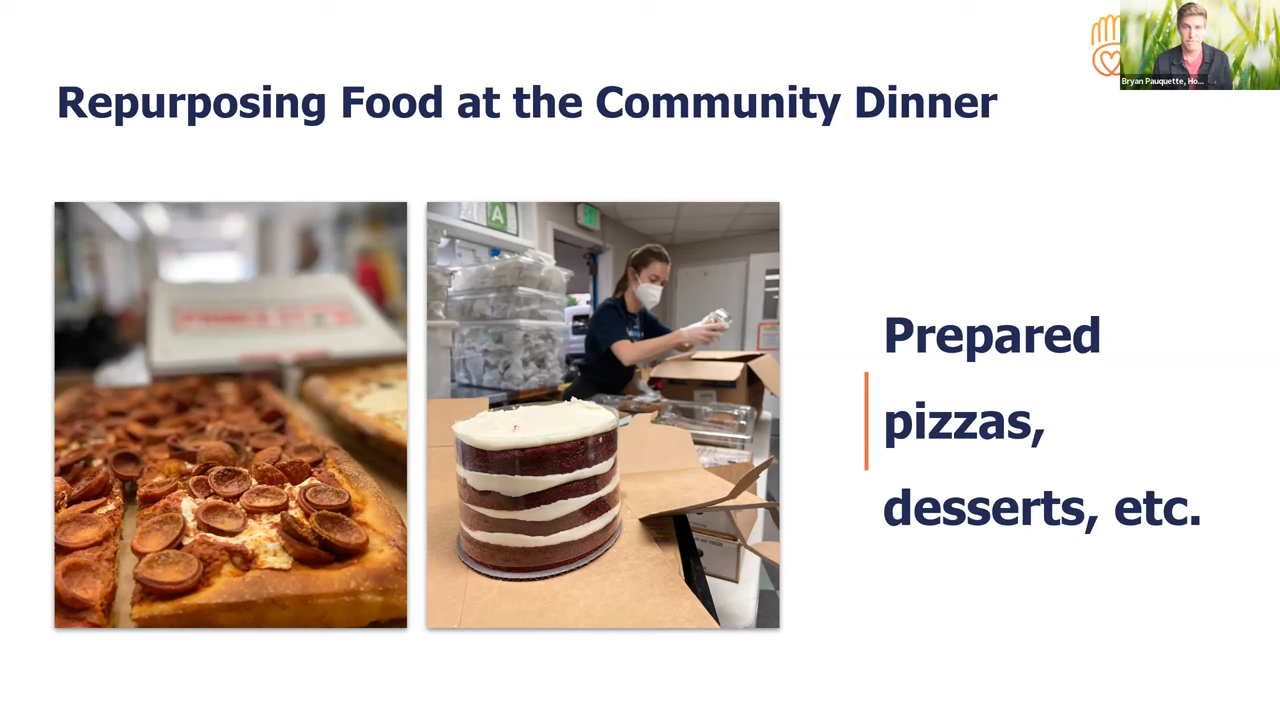 Repurposing Food at the Community Dinner
Bryan Pauquette, Ho...
A
Prepared
pizzas,
desserts, etc.